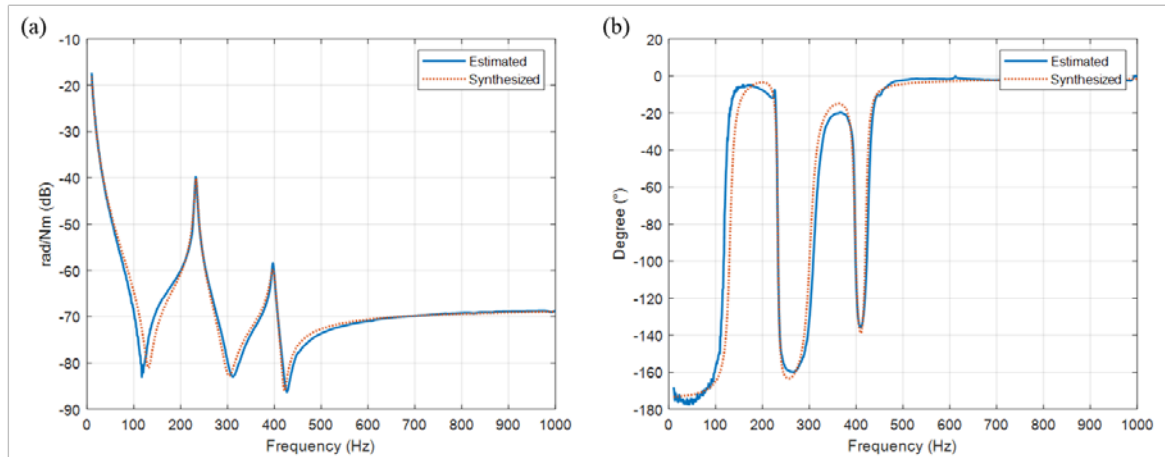 (a)
-10
-20
-30
-40
-50
-60
-70
-80
-90
rad/Nm (dB)
Estimated
Synthesized
0 100 200 300 400 500 600 700 800 900 1000
Frequency (Hz)
(b)
20
0
-20
-40
-60
-80
-100
-120
-140
-160
-180
Degree (°)
Estimated
Synthesized
0 100 200 300 400 500 600 700 800 900 1000
Frequency (Hz)